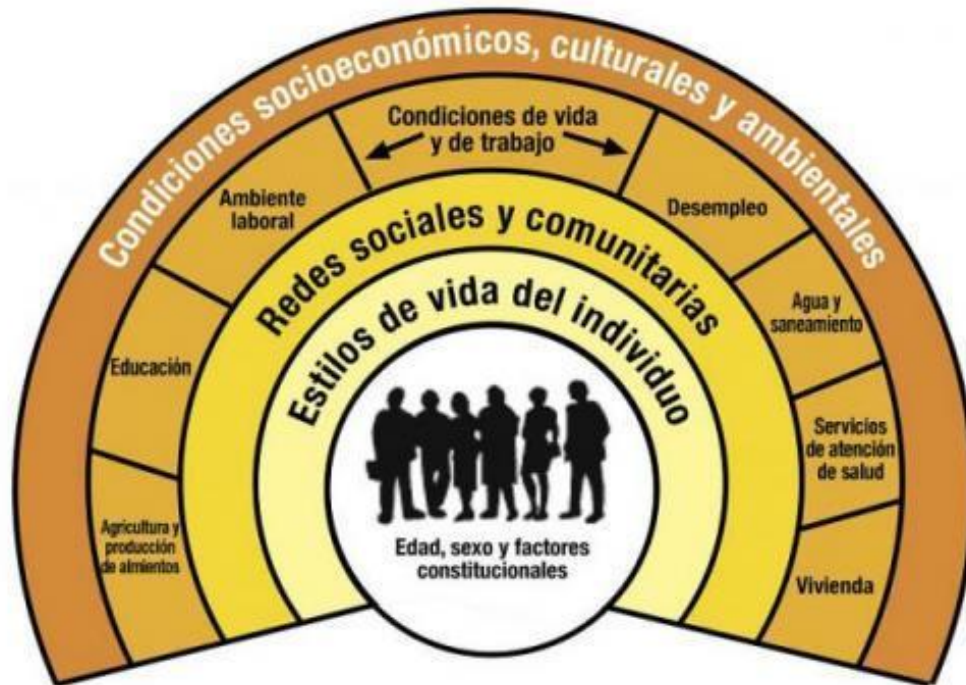 Condiciones socioeconómicos, culturales y ambientales
Condiciones de vida
y de trabajo
Ambiente
laboral
Desempleo
Redes sociales y comunitarias
Agua y
saneamiento
Estilos de vida del individuo
Educación
Servicios
de atención
de salud
Agricultura y
producción
de almientos
Edad, sexo y factores
constitucionales
Vivienda